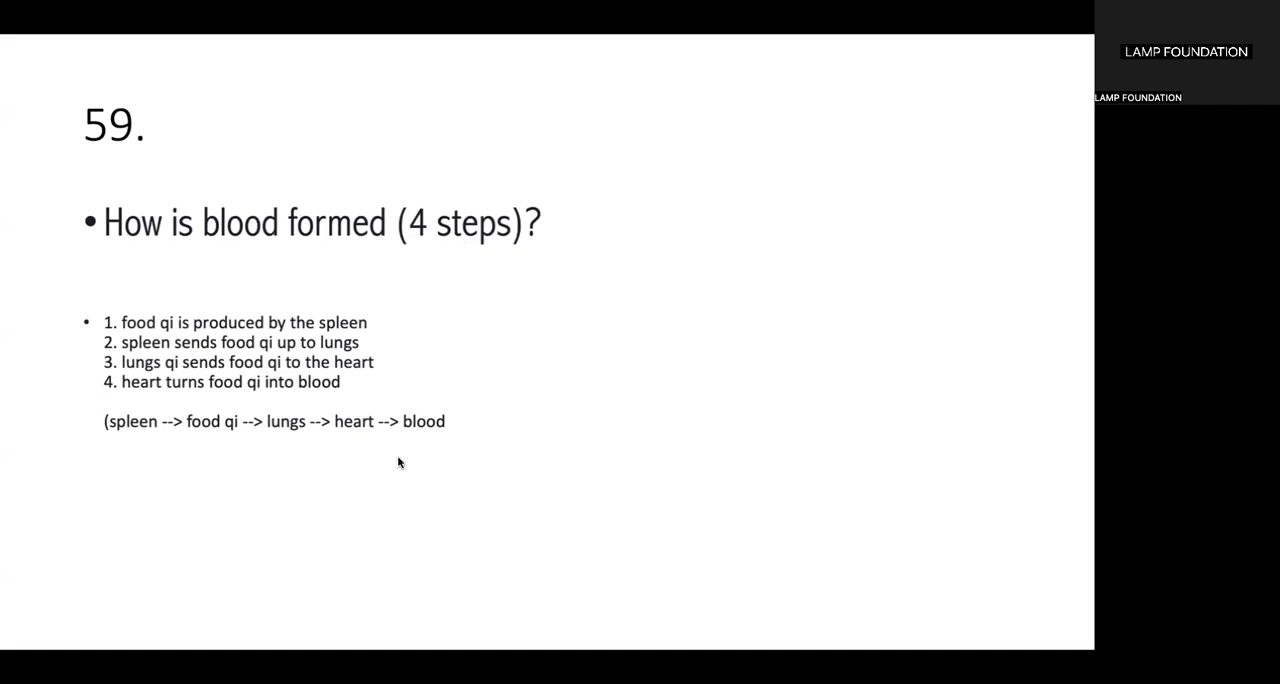 59.
• How is blood formed (4 steps)?
• 1. food qi is produced by the spleen
2. spleen sends food qi up to lungs
3. lungs qi sends food qi to the heart
4. heart turns food qi into blood
(spleen --> food qi --> lungs --> heart --> blood
LAMP FOUNDATION
LAMP FOUNDATION